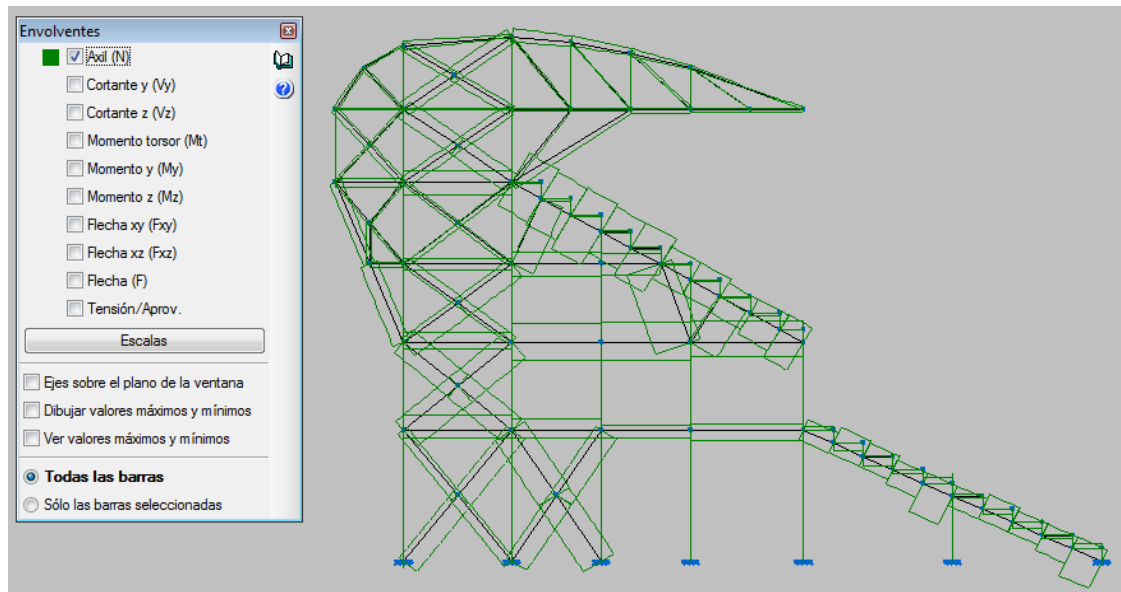 Envolventes
Axil (N)
Cortante y (Vy)
Cortante z (Vz)
Momento torsor (Mt)
Momento y (My)
Momento z (Mz)
Flecha xy (Fxy)
Flecha xz (Fxz)
Flecha (F)
Tensión/Aprov.
Escalas
Ejes sobre el plano de la ventana
Dibujar valores máximos y mínimos
Ver valores máximos y mínimos
Todas las barras
Sólo las barras seleccionadas